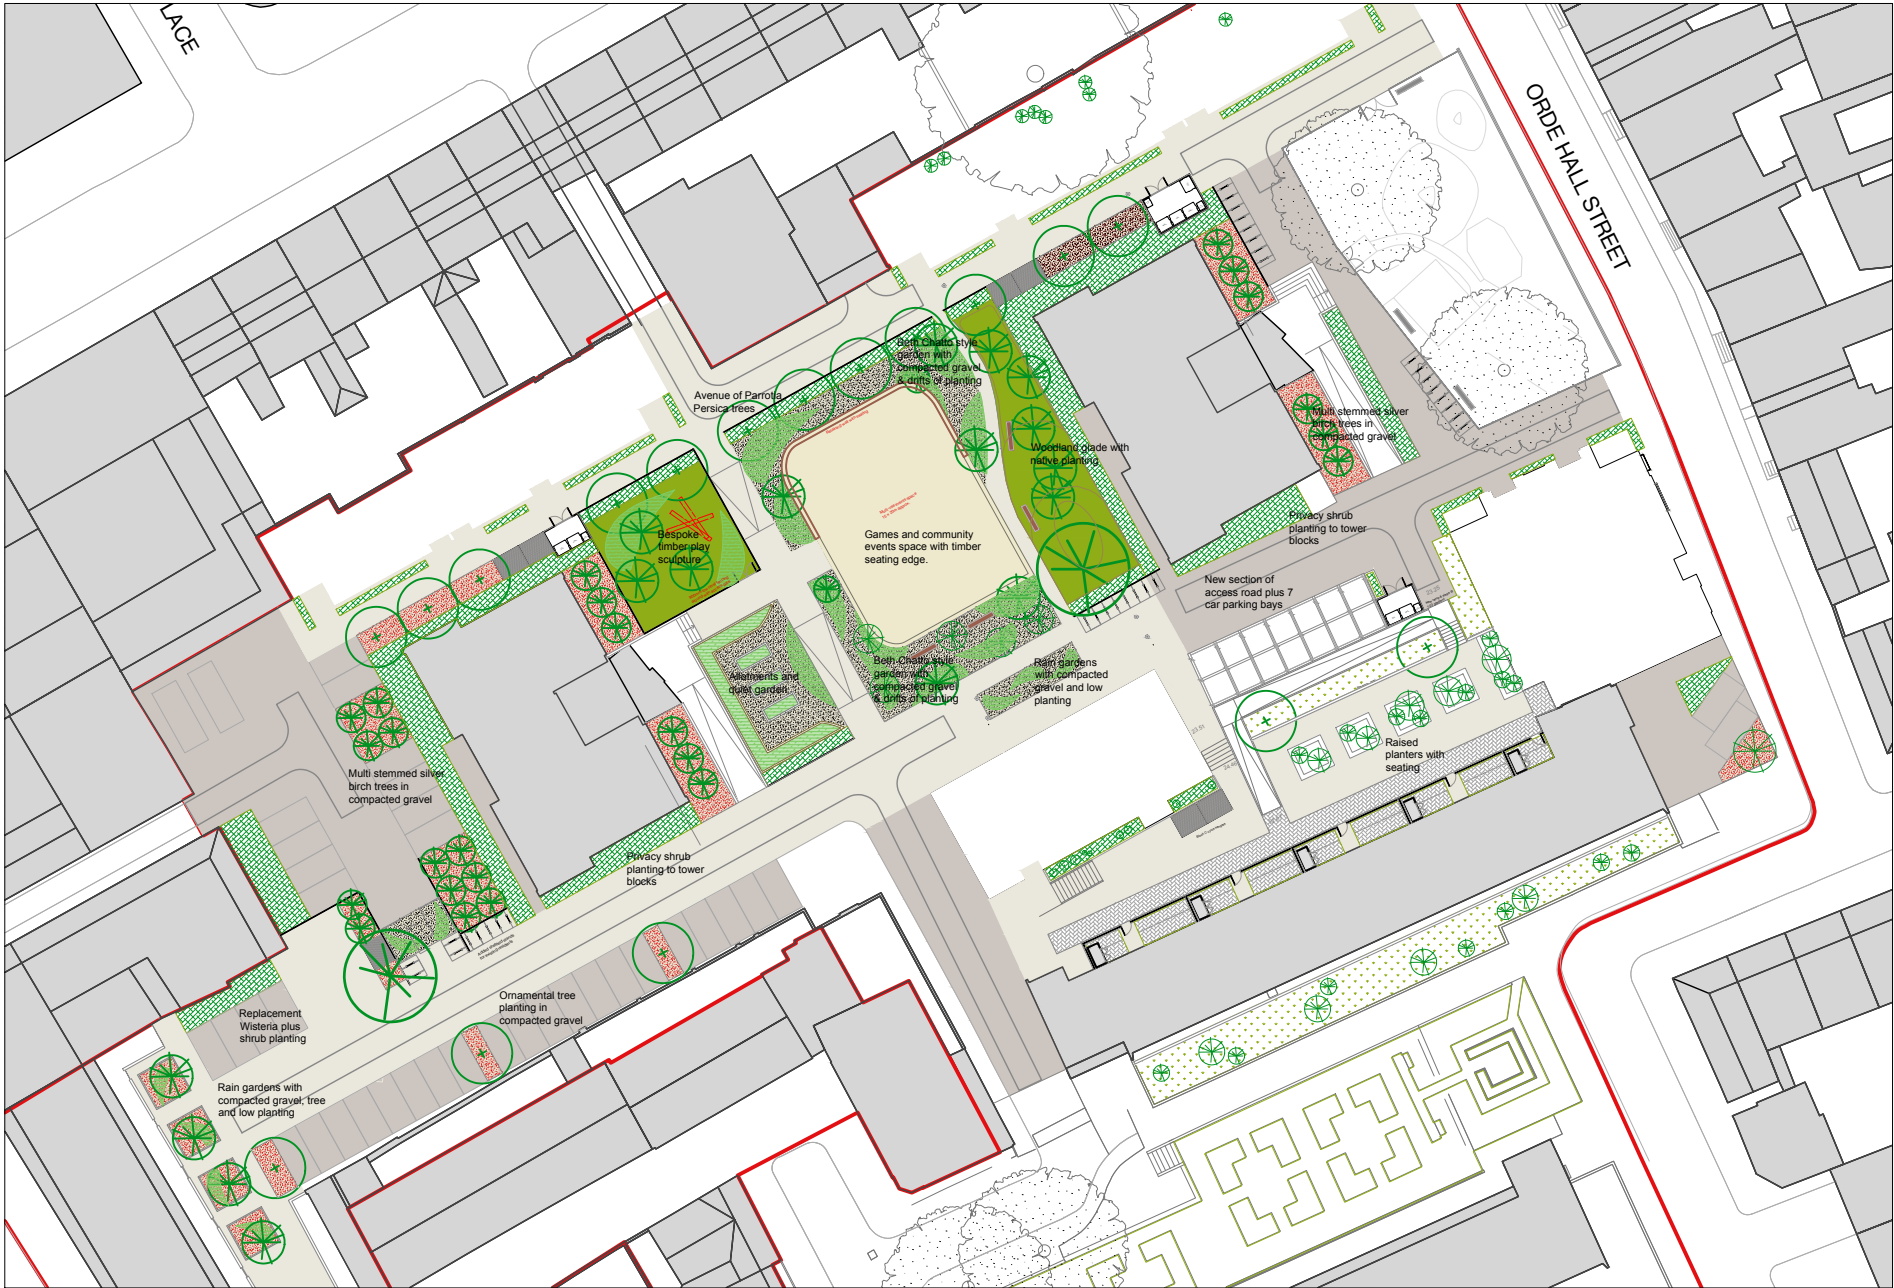 LACE
ORDE HALL STREET
Beth Chatto style
garden with
compacted gravel
& drifts of planting
Avenue of Parrotia
Persica trees
Multi stemmed silver
birch trees in
compacted gravel
Woodland glade with
native planting
Bespoke
timber play
sculpture
Games and community
events space with timber
seating edge.
Privacy shrub
planting to tower
blocks
New section of
access road plus 7
car parking bays
Allotments and
quiet garden
Beth Chatto style
garden with
compacted gravel
& drifts of planting
Rain gardens
with compacted
gravel and low
planting
Raised
planters with
seating
Multi stemmed silver
birch trees in
compacted gravel
Privacy shrub
planting to tower
blocks
Ornamental tree
planting in
compacted gravel
Replacement
Wisteria plus
shrub planting
Rain gardens with
compacted gravel, tree
and low planting